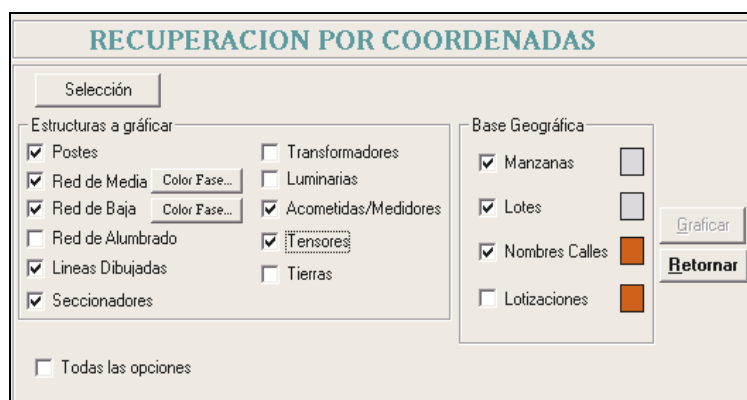 RECUPERACION POR COORDENADAS
Selección
Estructuras a gráficar
Postes
Red de Media Color Fase...
Red de Baja Color Fase...
Red de Alumbrado
Lineas Dibujadas
Seccionadores
Transformadores
Luminarias
Acometidas/Medidores
Tensores
Tierras
Base Geográfica
Manzanas
Lotes
Nombres Calles
Lotizaciones
Graficar
Retornar
Todas las opciones